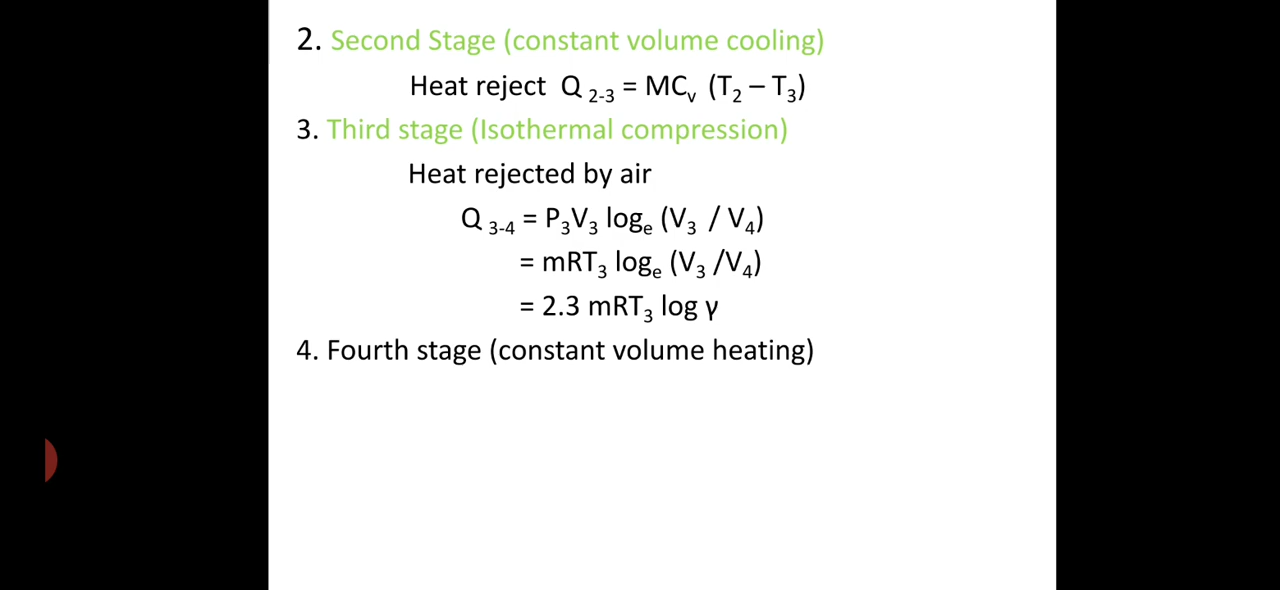 2. Second Stage (constant volume cooling)
Heat reject Q 2-3 = MCv (T2 – T3)
3. Third stage (Isothermal compression)
Heat rejected by air
Q 3-4 = P3V3 loge (V3 / V4)
= mRT3 loge (V3 /V4)
= 2.3 mRT3 log γ
4. Fourth stage (constant volume heating)